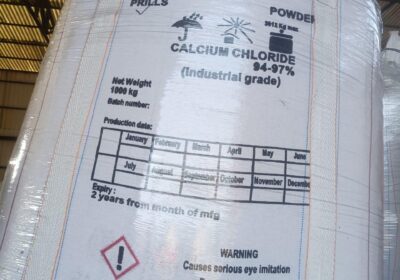 PRILLS POWDER
CALCIUM CHLORIDE
94-97%
(Industrial grade)
Net Weight
1000 kg
Batch number:
Production date:
January February March April May June
July August September October November December
Expiry :
2 years from month of mfg
WARNING
Causes serious eye imitation